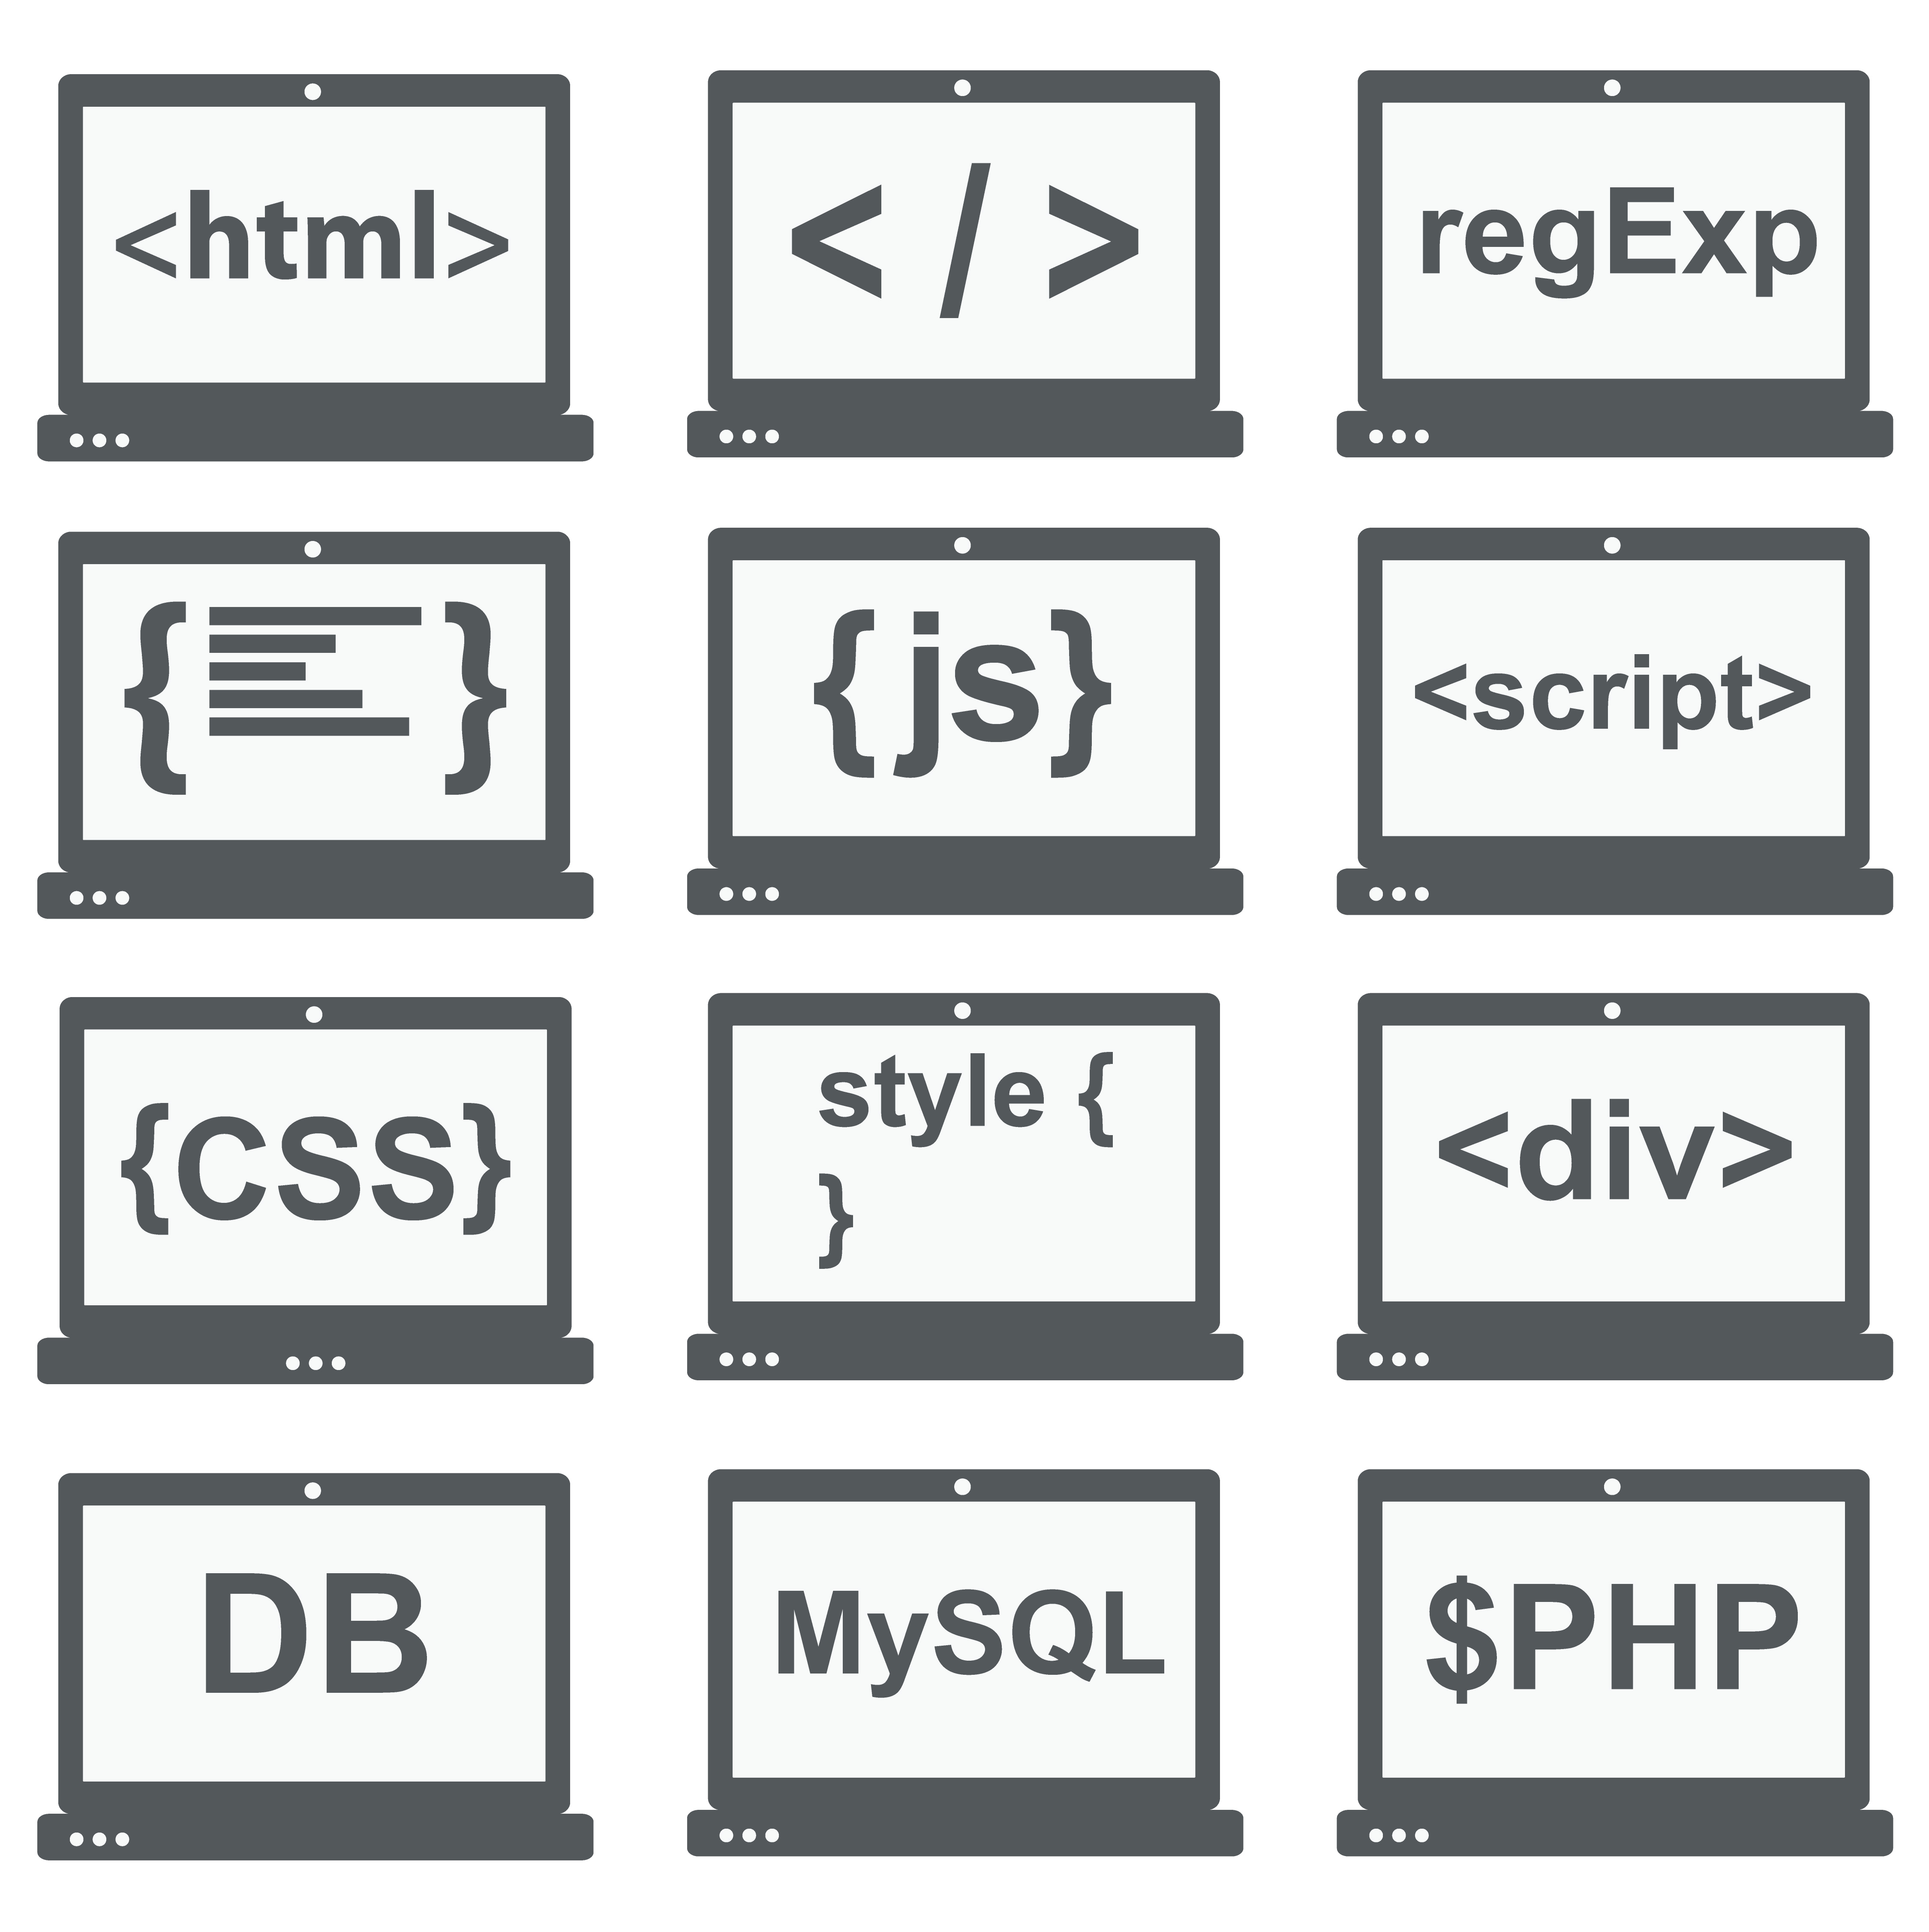 <html>
</>
regExp
{ }
{js}
<script>
{CSS}
style {
}
<div>
DB
MySQL
$PHP